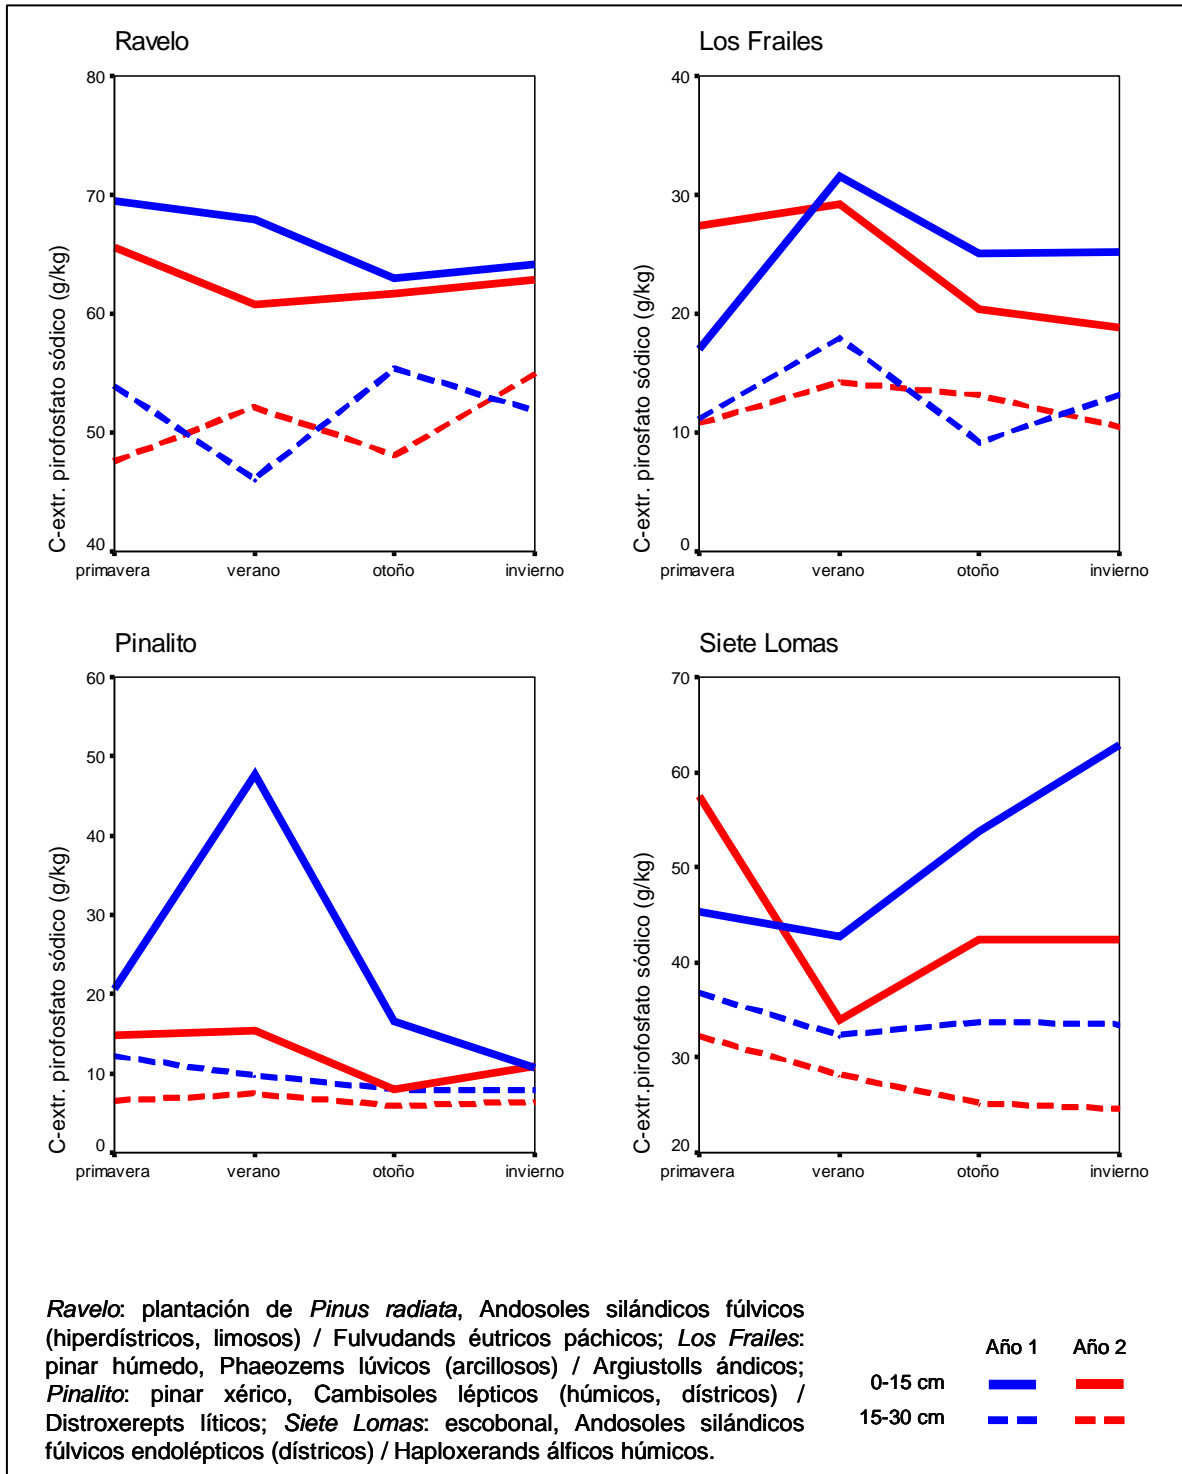 Ravelo
80
70
60
50
40
C-extr. pirofosfato sódico (g/kg)
primavera verano otoño invierno
Los Frailes
40
30
20
10
0
C-extr. pirosfato sódico (g/kg)
primavera verano otoño invierno
Pinalito
60
50
40
30
20
10
0
C-extr. pirofosfato sódico (g/kg)
primavera verano otoño invierno
Siete Lomas
70
60
50
40
30
20
C-extr.pirofosfato sódico (g/kg)
primavera verano otoño invierno
Ravelo: plantación de Pinus radiata, Andosoles silándicos fúlvicos
(hiperdístricos, limosos) / Fulvudands éutricos páchicos; Los Frailes:
pinar húmedo, Phaeozems lúvicos (arcillosos) / Argiustolls ándicos;
Pinalito: pinar xérico, Cambisoles lépticos (húmicos, dístricos) /
Distroxerepts líticos; Siete Lomas: escobonal, Andosoles silándicos
fúlvicos endolépticos (dístricos) / Haploxerands álficos húmicos.
Año 1 Año 2
0-15 cm
15-30 cm